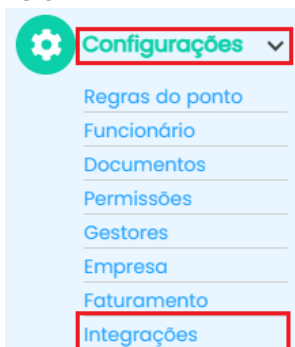 Configurações
Regras do ponto
Funcionário
Documentos
Permissões
Gestores
Empresa
Faturamento
Integrações